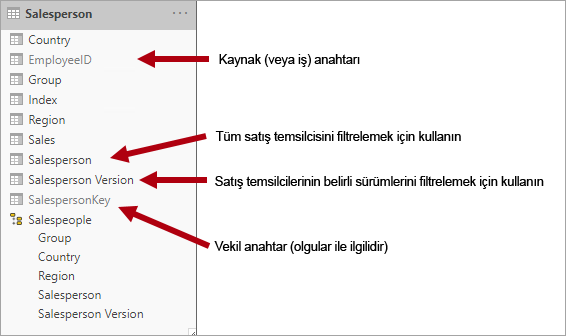 Salesperson
Country
EmployeeID
Kaynak (veya iş) anahtarı
Group
Index
Region
Sales
Tüm satış temsilcisini filtrelemek için kullanın
Salesperson
Salesperson Version
Satış temsilcilerinin belirli sürümlerini filtrelemek için kullanın
SalespersonKey
Salespeople
Vekil anahtar (olgular ile ilgilidir)
Group
Country
Region
Salesperson
Salesperson Version